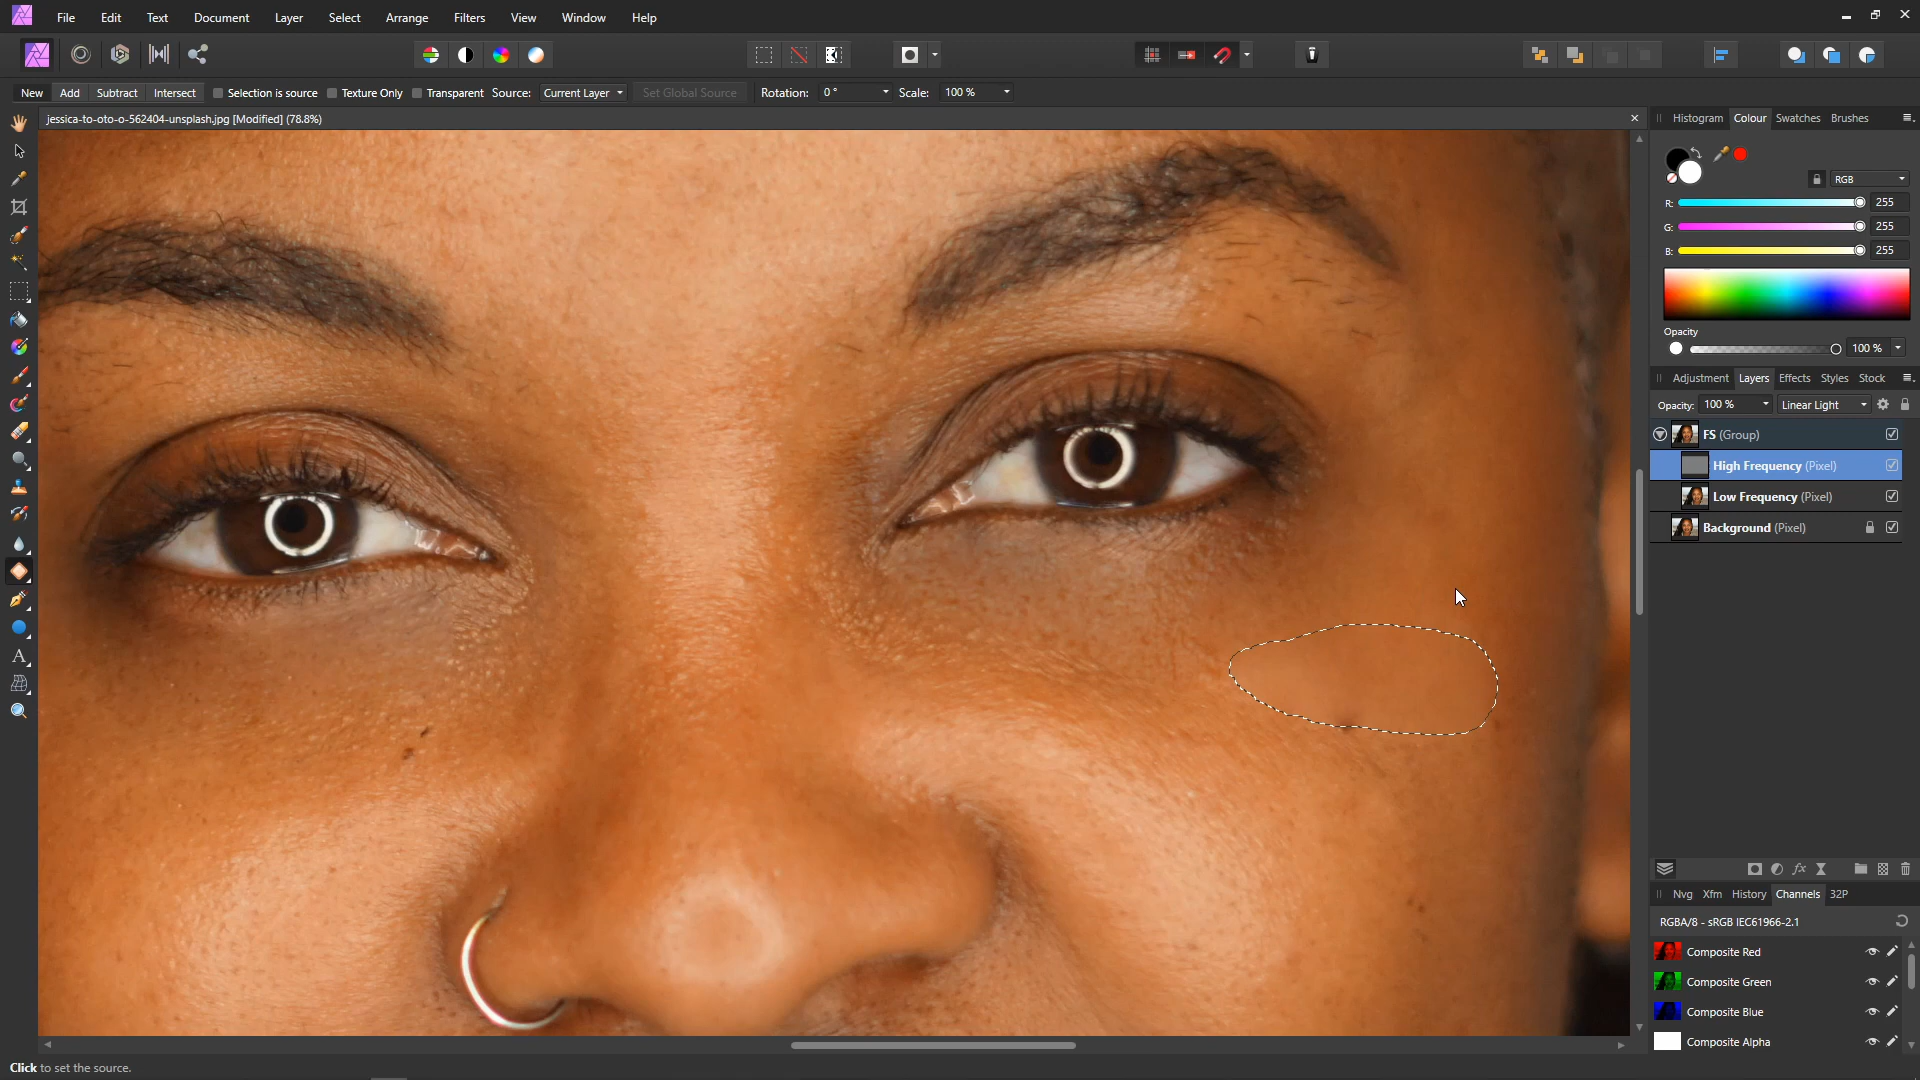 File Edit Text Document Layer Select Arrange Filters View Window Help
New Add Subtract Intersect Selection is source Texture Only Transparent Source: Current Layer Set Global Source Rotation: 0 ° Scale: 100 %
jessica-to-oto-o-562404-unsplash.jpg [Modified] (78.8%)
Histogram Colour Swatches Brushes
RGB
R: 255
G: 255
B: 255
Opacity
100 %
Adjustment Layers Effects Styles Stock
Opacity: 100 % Linear Light
FS (Group)
High Frequency (Pixel)
Low Frequency (Pixel)
Background (Pixel)
fx
Nvg Xfm History Channels 32P
RGBA/8 - sRGB IEC61966-2.1
Composite Red
Composite Green
Composite Blue
Composite Alpha
Click to set the source.